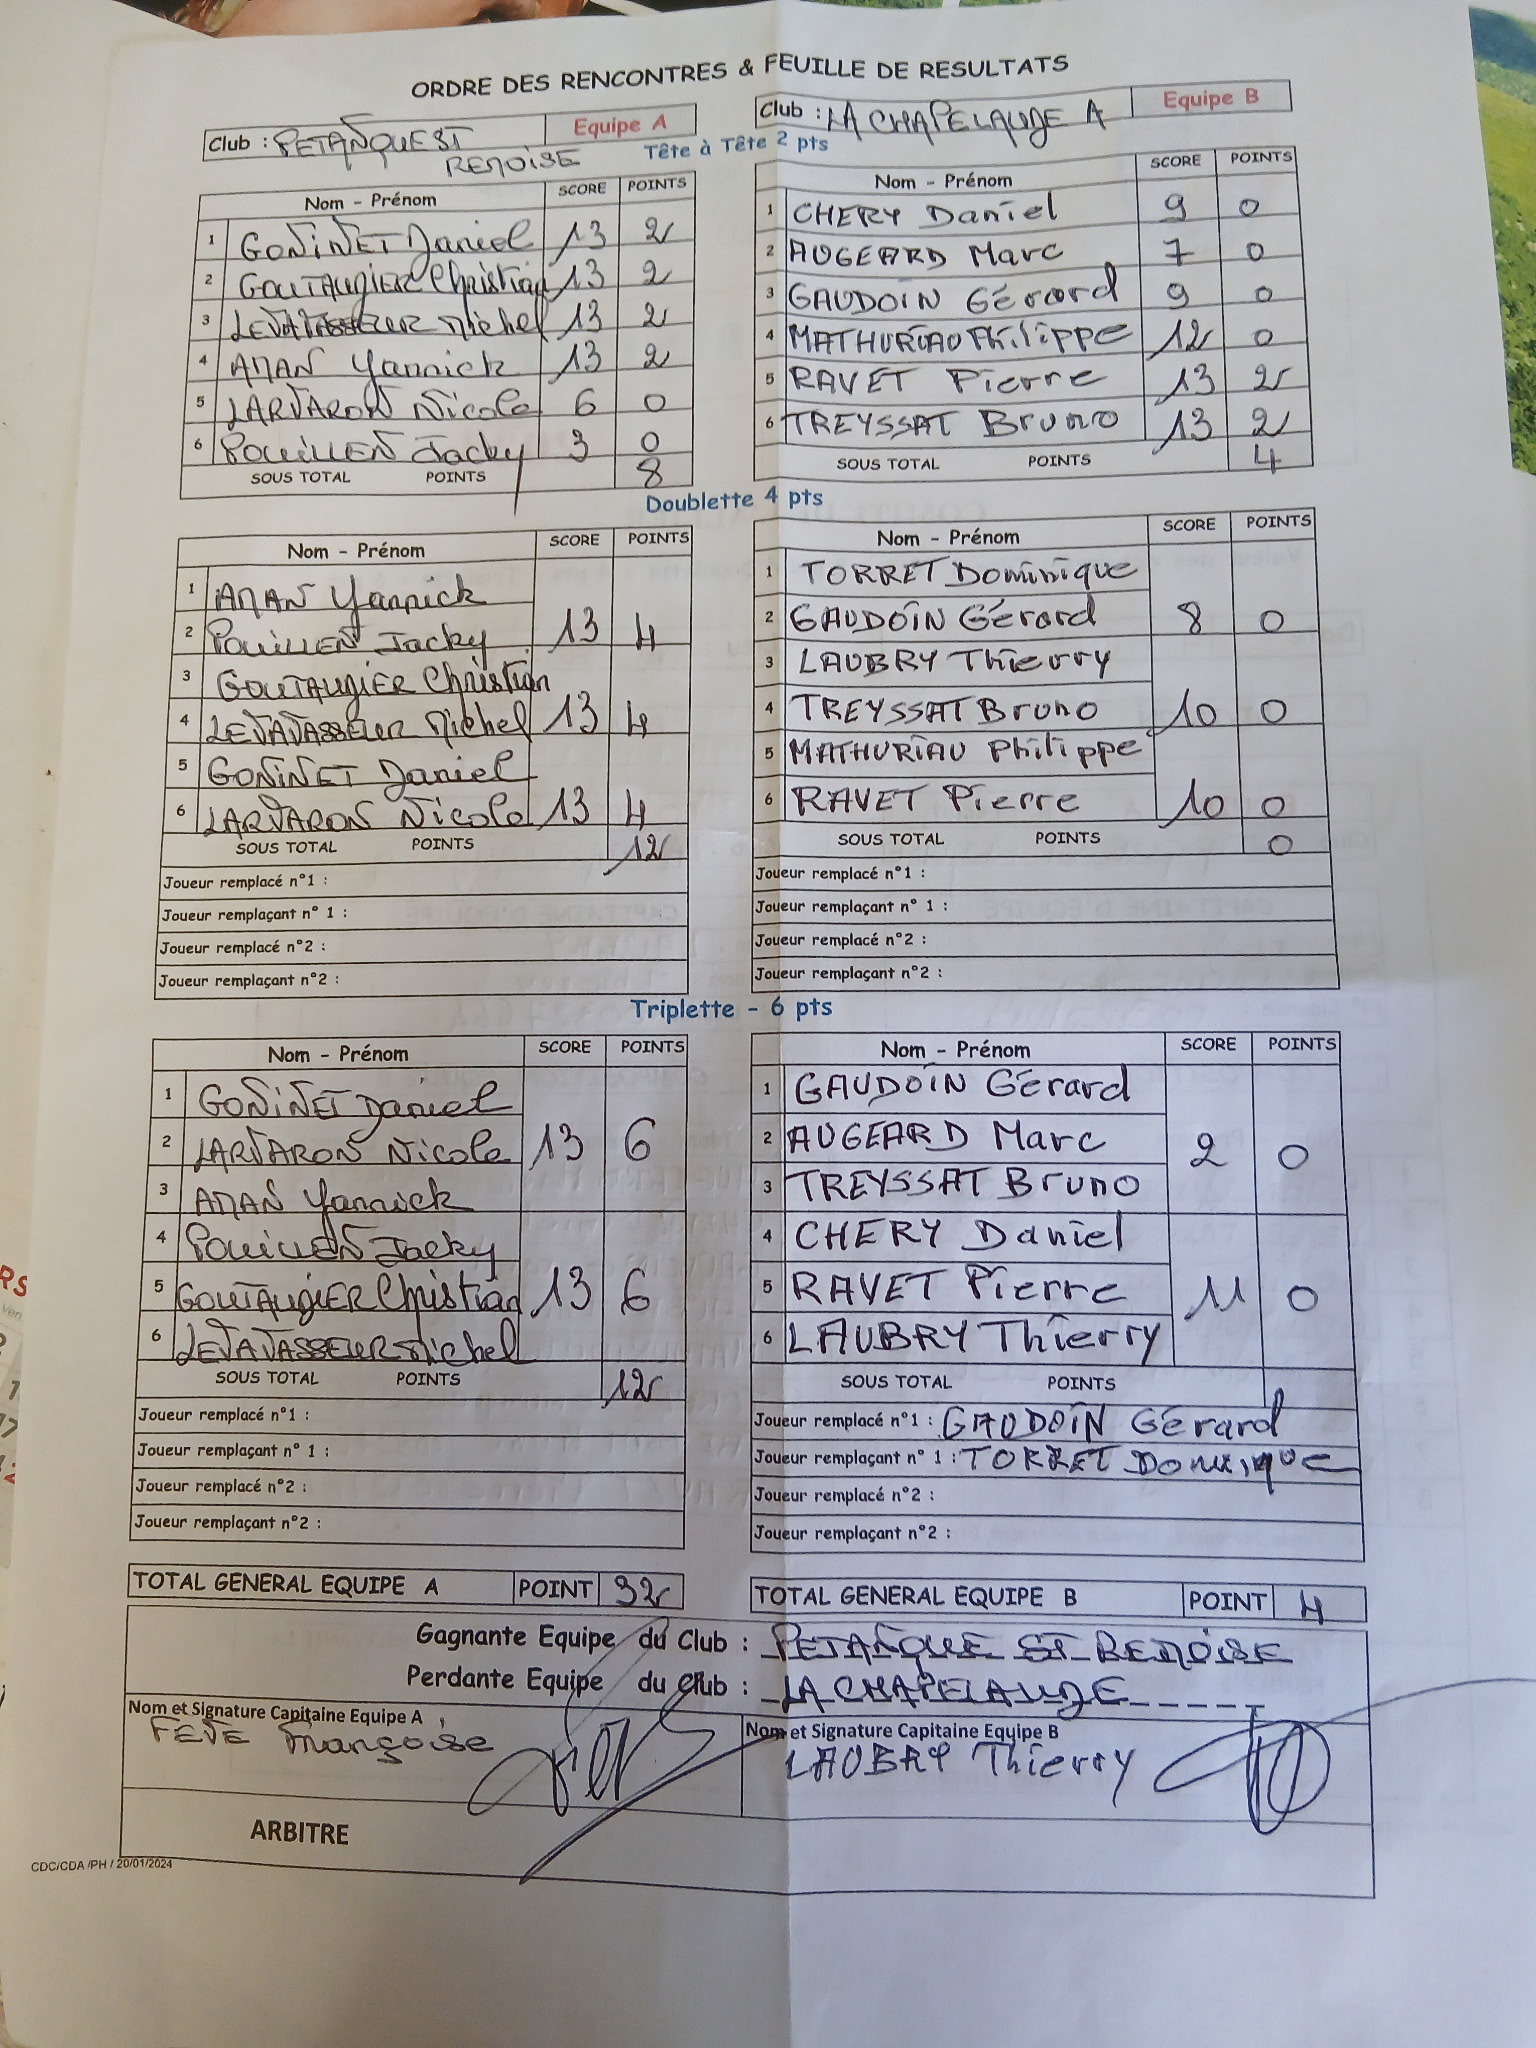 ORDRE DES RENCONTRES & FEUILLE DE RESULTATS
Club : PETANQUE ST REMOISE Equipe A
Club : LA CHAPELAUDE A Equipe B
Tête à Tête 2 pts
Nom - Prénom SCORE POINTS
1 GONINET Daniel 13 2
2 GOUTAUGIER Christian 13 2
3 LEVAVASSEUR Michel 13 2
4 AMAN Yannick 13 2
5 LARVARON Nicole 6 0
6 POUILLEN Jacky 3 0
SOUS TOTAL POINTS 8
Nom - Prénom SCORE POINTS
1 CHERY Daniel 9 0
2 AUGEARD Marc 7 0
3 GAUDOIN Gérard 9 0
4 MATHURIAU Philippe 12 0
5 RAVET Pierre 13 2
6 TREYSSAT Bruno 13 2
SOUS TOTAL POINTS 4
Doublette 4 pts
Nom - Prénom SCORE POINTS
1 AMAN Yannick
2 POUILLEN Jacky 13 4
3 GOUTAUGIER Christian
4 LEVAVASSEUR Michel 13 4
5 GONINET Daniel
6 LARVARON Nicole 13 4
SOUS TOTAL POINTS 12
Joueur remplacé n°1 :
Joueur remplaçant n° 1 :
Joueur remplacé n°2 :
Joueur remplaçant n°2 :
Nom - Prénom SCORE POINTS
1 TORRET Dominique
2 GAUDOIN Gérard 8 0
3 LAUBRY Thierry
4 TREYSSAT Bruno 10 0
5 MATHURIAU Philippe
6 RAVET Pierre 10 0
SOUS TOTAL POINTS 0
Joueur remplacé n°1 :
Joueur remplaçant n° 1 :
Joueur remplacé n°2 :
Joueur remplaçant n°2 :
Triplette - 6 pts
Nom - Prénom SCORE POINTS
1 GONINET Daniel
2 LARVARON Nicole 13 6
3 AMAN Yannick
4 POUILLEN Jacky
5 GOUTAUGIER Christian 13 6
6 LEVAVASSEUR Michel
SOUS TOTAL POINTS 12
Joueur remplacé n°1 :
Joueur remplaçant n° 1 :
Joueur remplacé n°2 :
Joueur remplaçant n°2 :
Nom - Prénom SCORE POINTS
1 GAUDOIN Gérard
2 AUGEARD Marc 2 0
3 TREYSSAT Bruno
4 CHERY Daniel
5 RAVET Pierre 11 0
6 LAUBRY Thierry
SOUS TOTAL POINTS
Joueur remplacé n°1 : GAUDOIN Gérard
Joueur remplaçant n° 1 : TORRET Dominique
Joueur remplacé n°2 :
Joueur remplaçant n°2 :
TOTAL GENERAL EQUIPE A POINT 32
TOTAL GENERAL EQUIPE B POINT 4
Gagnante Equipe du Club : PETANQUE ST REMOISE
Perdante Equipe du Club : LA CHAPELAUDE
Nom et Signature Capitaine Equipe A
FEVE Françoise
Nom et Signature Capitaine Equipe B
LAUBRY Thierry
ARBITRE
CDC/CDA /PH / 20/01/2024